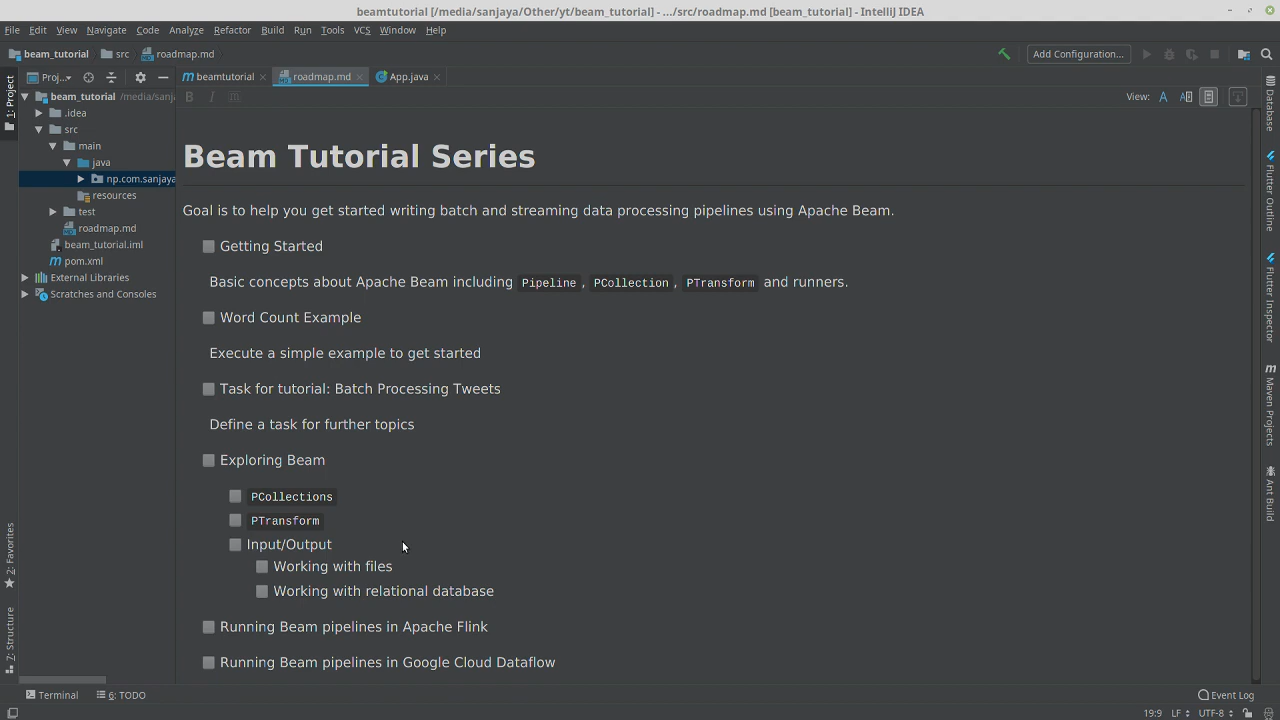 beamtutorial [/media/sanjaya/Other/yt/beam_tutorial] - .../src/roadmap.md [beam_tutorial] - IntelliJ IDEA
File Edit View Navigate Code Analyze Refactor Build Run Tools VCS Window Help
beam_tutorial src roadmap.md Add Configuration...
1: Project
Proj... beamtutorial roadmap.md App.java
View:
beam_tutorial /media/sanj
.idea
src
main
java
np.com.sanjaya
resources
test
roadmap.md
beam_tutorial.iml
pom.xml
External Libraries
Scratches and Consoles
Beam Tutorial Series
Goal is to help you get started writing batch and streaming data processing pipelines using Apache Beam.
Getting Started
Basic concepts about Apache Beam including Pipeline, PCollection, PTransform and runners.
Word Count Example
Execute a simple example to get started
Task for tutorial: Batch Processing Tweets
Define a task for further topics
Exploring Beam
PCollections
PTransform
Input/Output
Working with files
Working with relational database
Running Beam pipelines in Apache Flink
Running Beam pipelines in Google Cloud Dataflow
2: Favorites
7: Structure
Database
Flutter Outline
Flutter Inspector
Maven Projects
Ant Build
Terminal 6: TODO Event Log
19:9 LF UTF-8